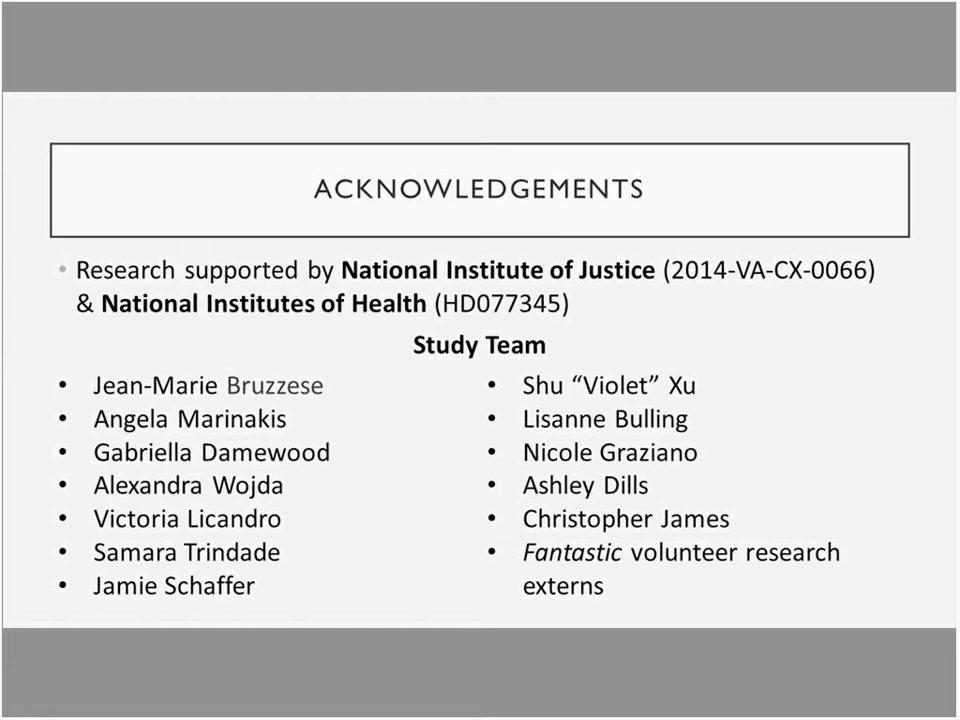 ACKNOWLEDGEMENTS
• Research supported by National Institute of Justice (2014-VA-CX-0066)
& National Institutes of Health (HD077345)
Study Team
• Jean-Marie Bruzzese
• Angela Marinakis
• Gabriella Damewood
• Alexandra Wojda
• Victoria Licandro
• Samara Trindade
• Jamie Schaffer
• Shu “Violet” Xu
• Lisanne Bulling
• Nicole Graziano
• Ashley Dills
• Christopher James
• Fantastic volunteer research
externs